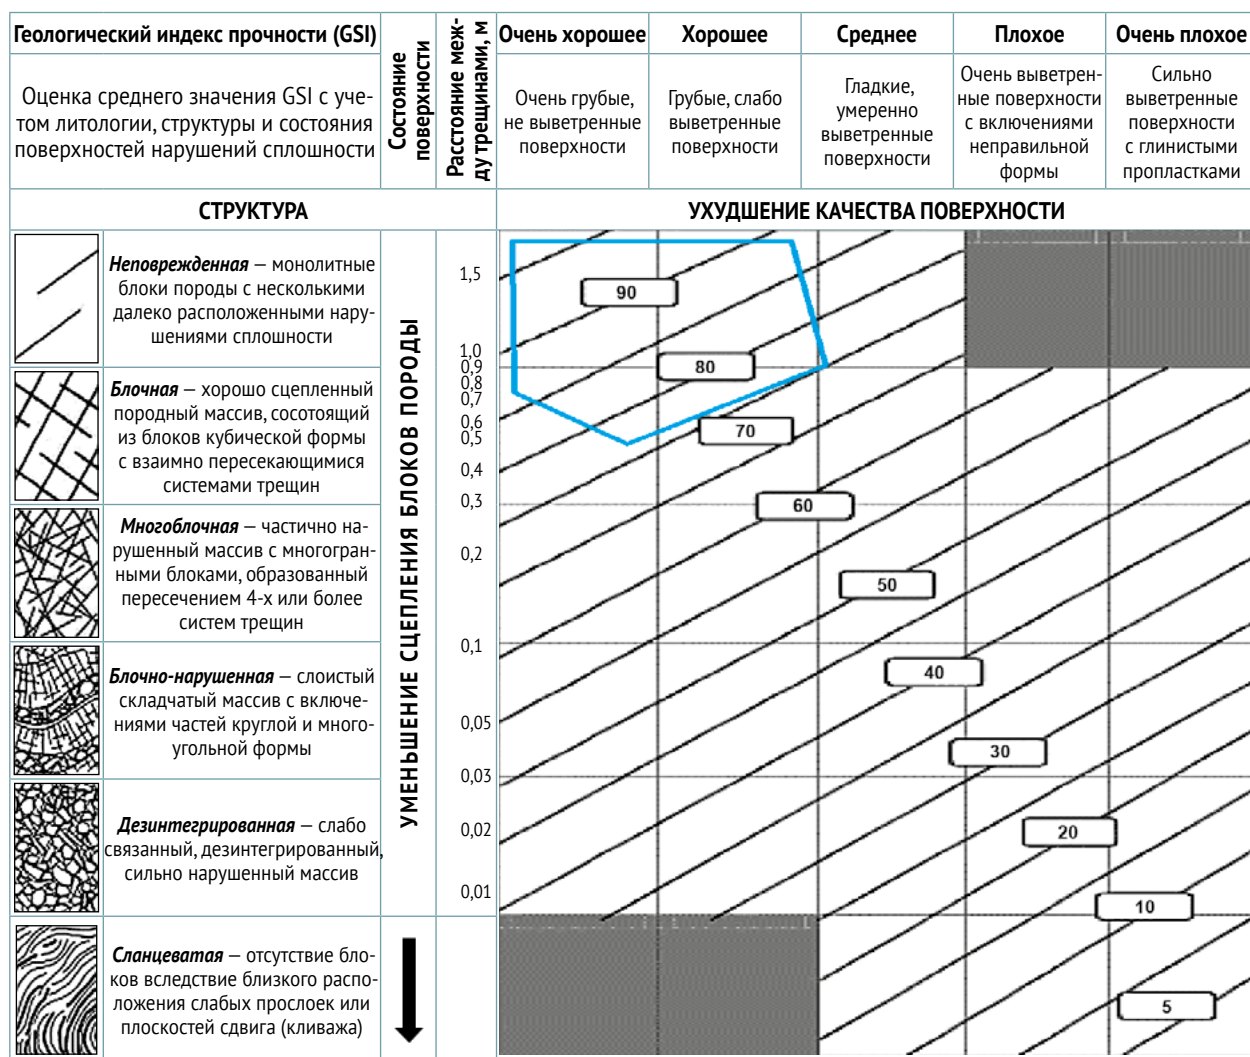 Геологический индекс прочности (GSI)
Оценка среднего значения GSI с уче-
том литологии, структуры и состояния
поверхностей нарушений сплошности
Состояние
поверхности
Расстояние меж-
ду трещинами, м
Очень хорошее
Хорошее
Среднее
Плохое
Очень плохое
Очень грубые,
не выветренные
поверхности
Грубые, слабо
выветренные
поверхности
Гладкие,
умеренно
выветренные
поверхности
Очень выветрен-
ные поверхности
с включениями
неправильной
формы
Сильно
выветренные
поверхности
с глинистыми
пропластками
СТРУКТУРА
УХУДШЕНИЕ КАЧЕСТВА ПОВЕРХНОСТИ
Неповрежденная — монолитные
блоки породы с несколькими
далеко расположенными нару-
шениями сплошности
Блочная — хорошо сцепленный
породный массив, сосотоящий
из блоков кубической формы
с взаимно пересекающимися
системами трещин
Многоблочная — частично на-
рушенный массив с многогран-
ными блоками, образованный
пересечением 4-х или более
систем трещин
Блочно-нарушенная — слоистый
складчатый массив с включе-
ниями частей круглой и много-
угольной формы
Дезинтегрированная — слабо
связанный, дезинтегрированный,
сильно нарушенный массив
Сланцеватая — отсутствие бло-
ков вследствие близкого распо-
ложения слабых прослоек или
плоскостей сдвига (кливажа)
УМЕНЬШЕНИЕ СЦЕПЛЕНИЯ БЛОКОВ ПОРОДЫ
1,5
1,0
0,9
0,8
0,7
0,6
0,5
0,4
0,3
0,2
0,1
0,05
0,03
0,02
0,01
90
80
70
60
50
40
30
20
10
5